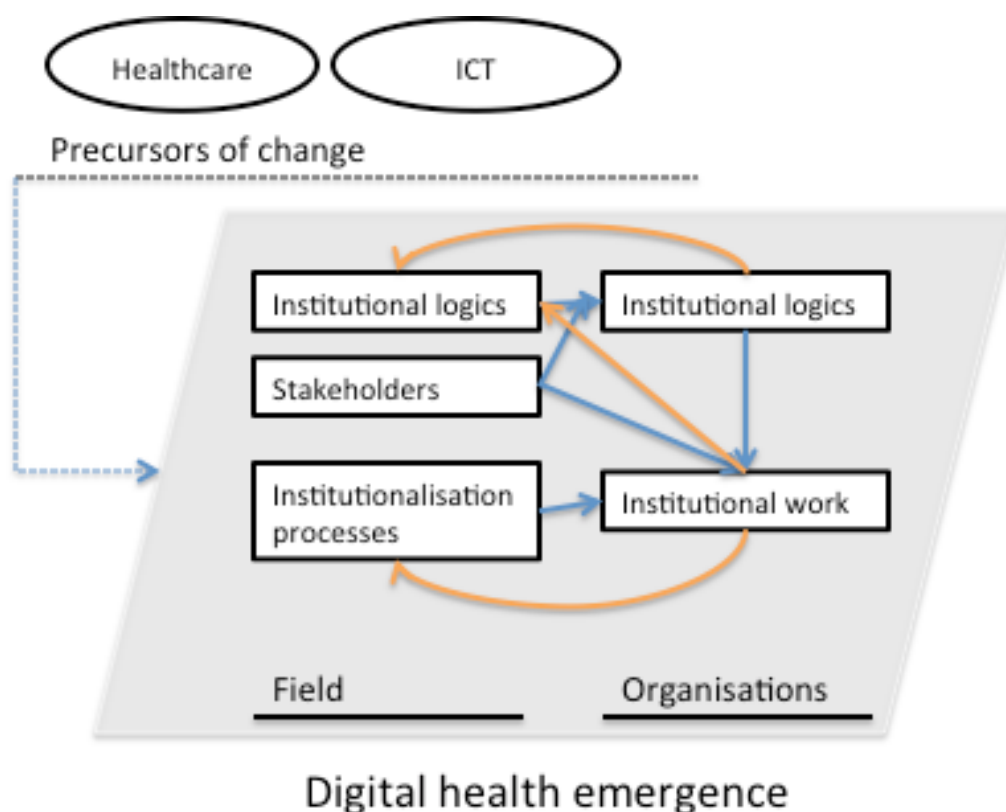 Healthcare
ICT
Precursors of change
Institutional logics
Institutional logics
Stakeholders
Institutionalisation
processes
Institutional work
Field
Organisations
Digital health emergence